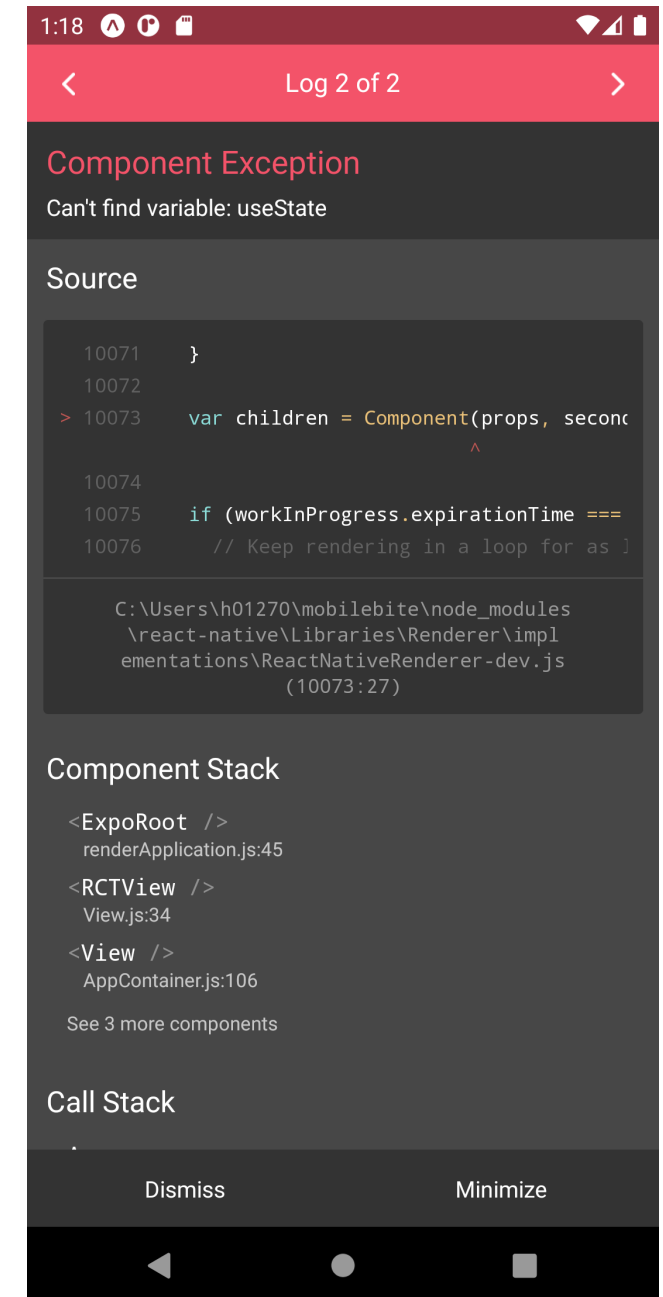 1:18
Log 2 of 2
Component Exception
Can't find variable: useState
Source
10071 }
10072
> 10073 var children = Component(props, second
^
10074
10075 if (workInProgress.expirationTime ===
10076 // Keep rendering in a loop for as l
C:\Users\h01270\mobilebite\node_modules
\react-native\Libraries\Renderer\impl
ementations\ReactNativeRenderer-dev.js
(10073:27)
Component Stack
<ExpoRoot />
renderApplication.js:45
<RCTView />
View.js:34
<View />
AppContainer.js:106
See 3 more components
Call Stack
Dismiss
Minimize